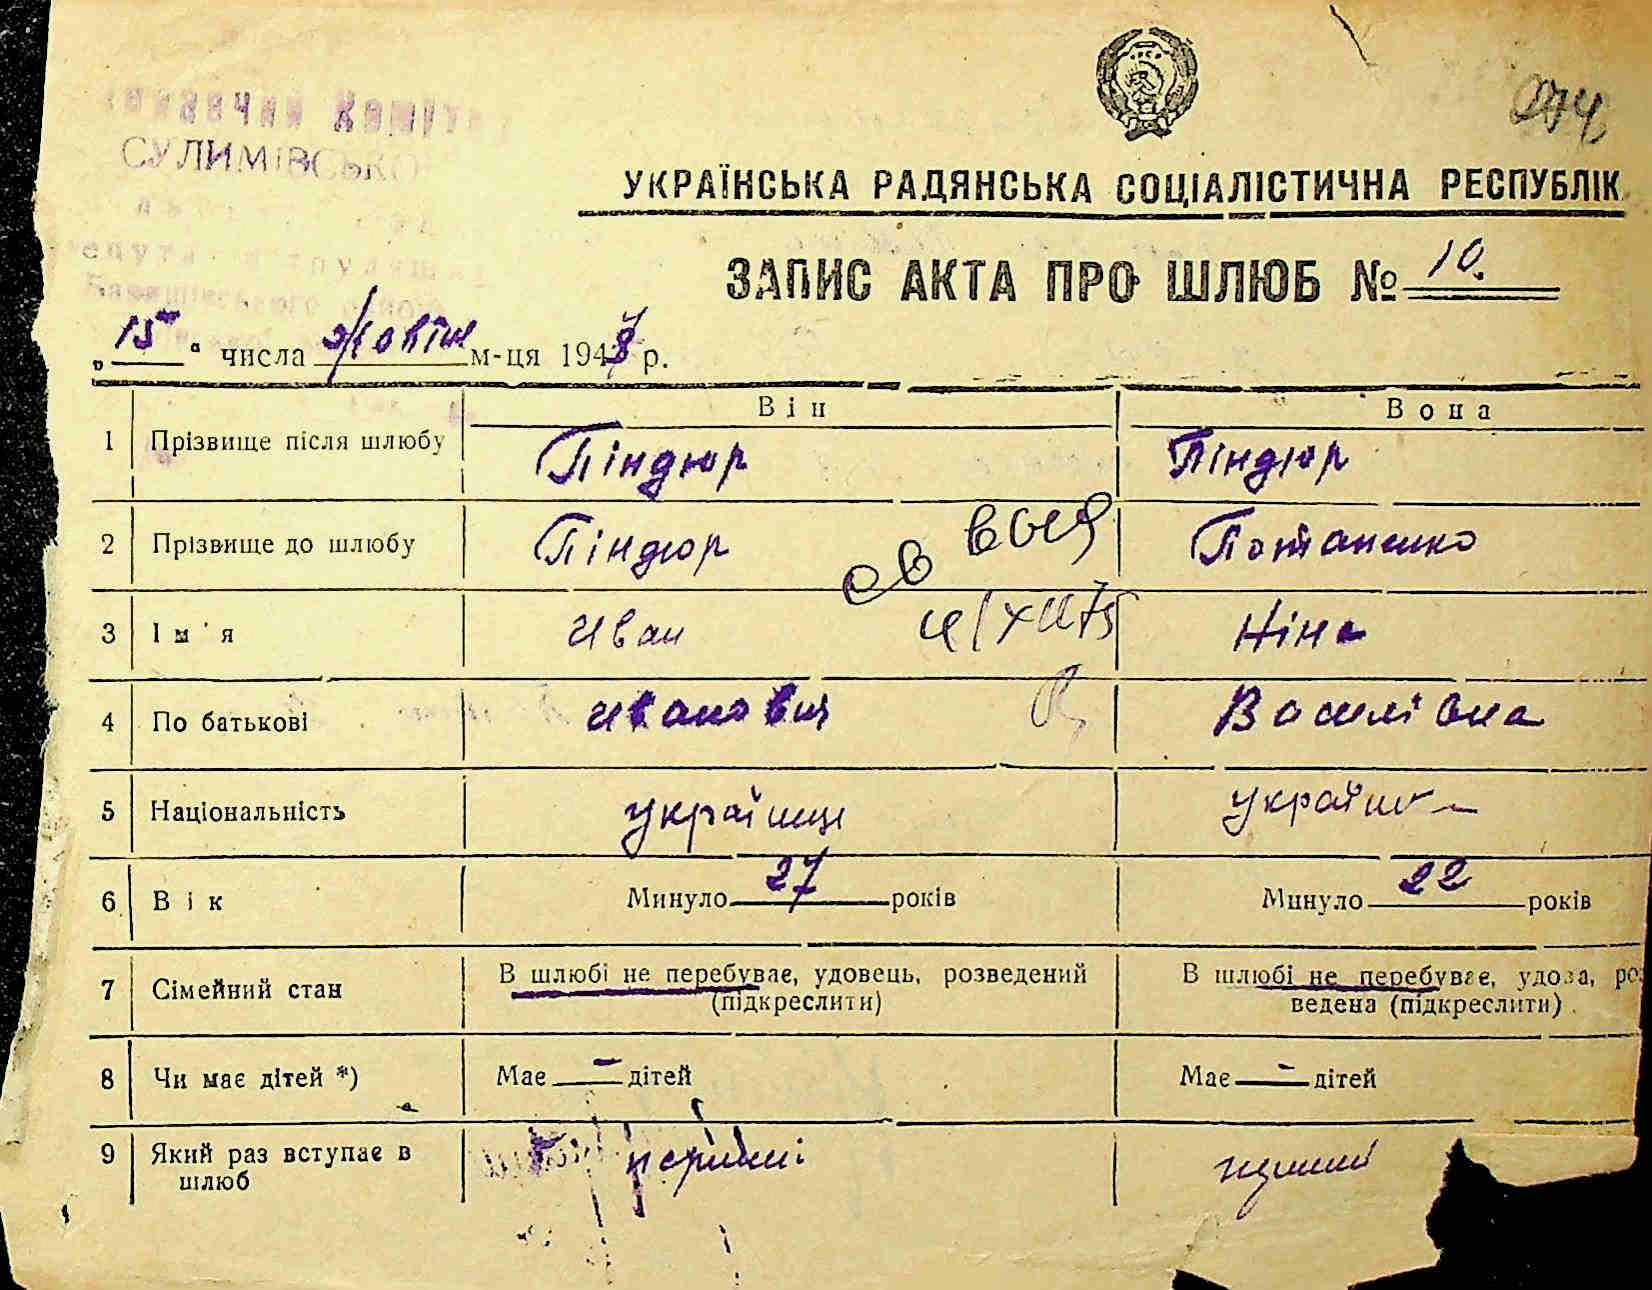 СУЛИМІВСЬКО
УКРАЇНСЬКА РАДЯНСЬКА СОЦІАЛІСТИЧНА РЕСПУБЛІК
ЗАПИС АКТА ПРО ШЛЮБ № 10.
„15" числа жовтня м-ця 1948 р.
Він Вона
1 Прізвище після шлюбу Піндюр Піндюр
2 Прізвище до шлюбу Піндюр Потапенко
3 Ім'я Иван Ніна
4 По батькові Иванович Василівна
5 Національність українец українка
6 Вік Минуло 27 років Минуло 22 років
7 Сімейний стан В шлюбі не перебуває, удовець, розведений (підкреслити) В шлюбі не перебуває, удова, роз
ведена (підкреслити)
8 Чи має дітей *) Має — дітей Має — дітей
9 Який раз вступає в
шлюб